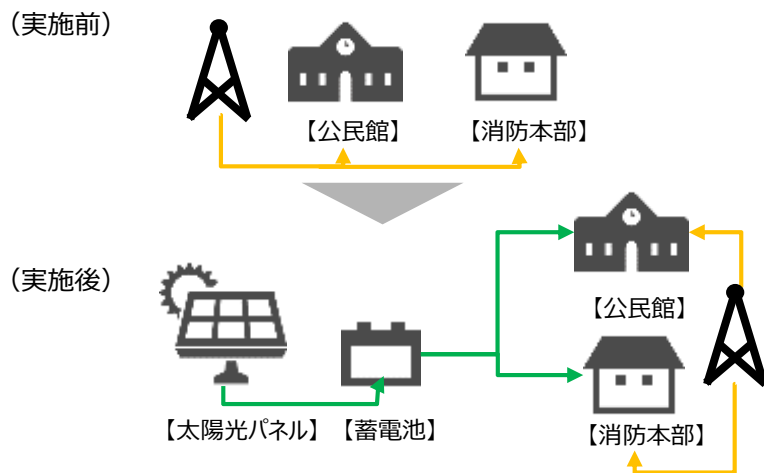 （実施前）
【公民館】 【消防本部】
（実施後）
【公民館】
【太陽光パネル】 【蓄電池】 【消防本部】